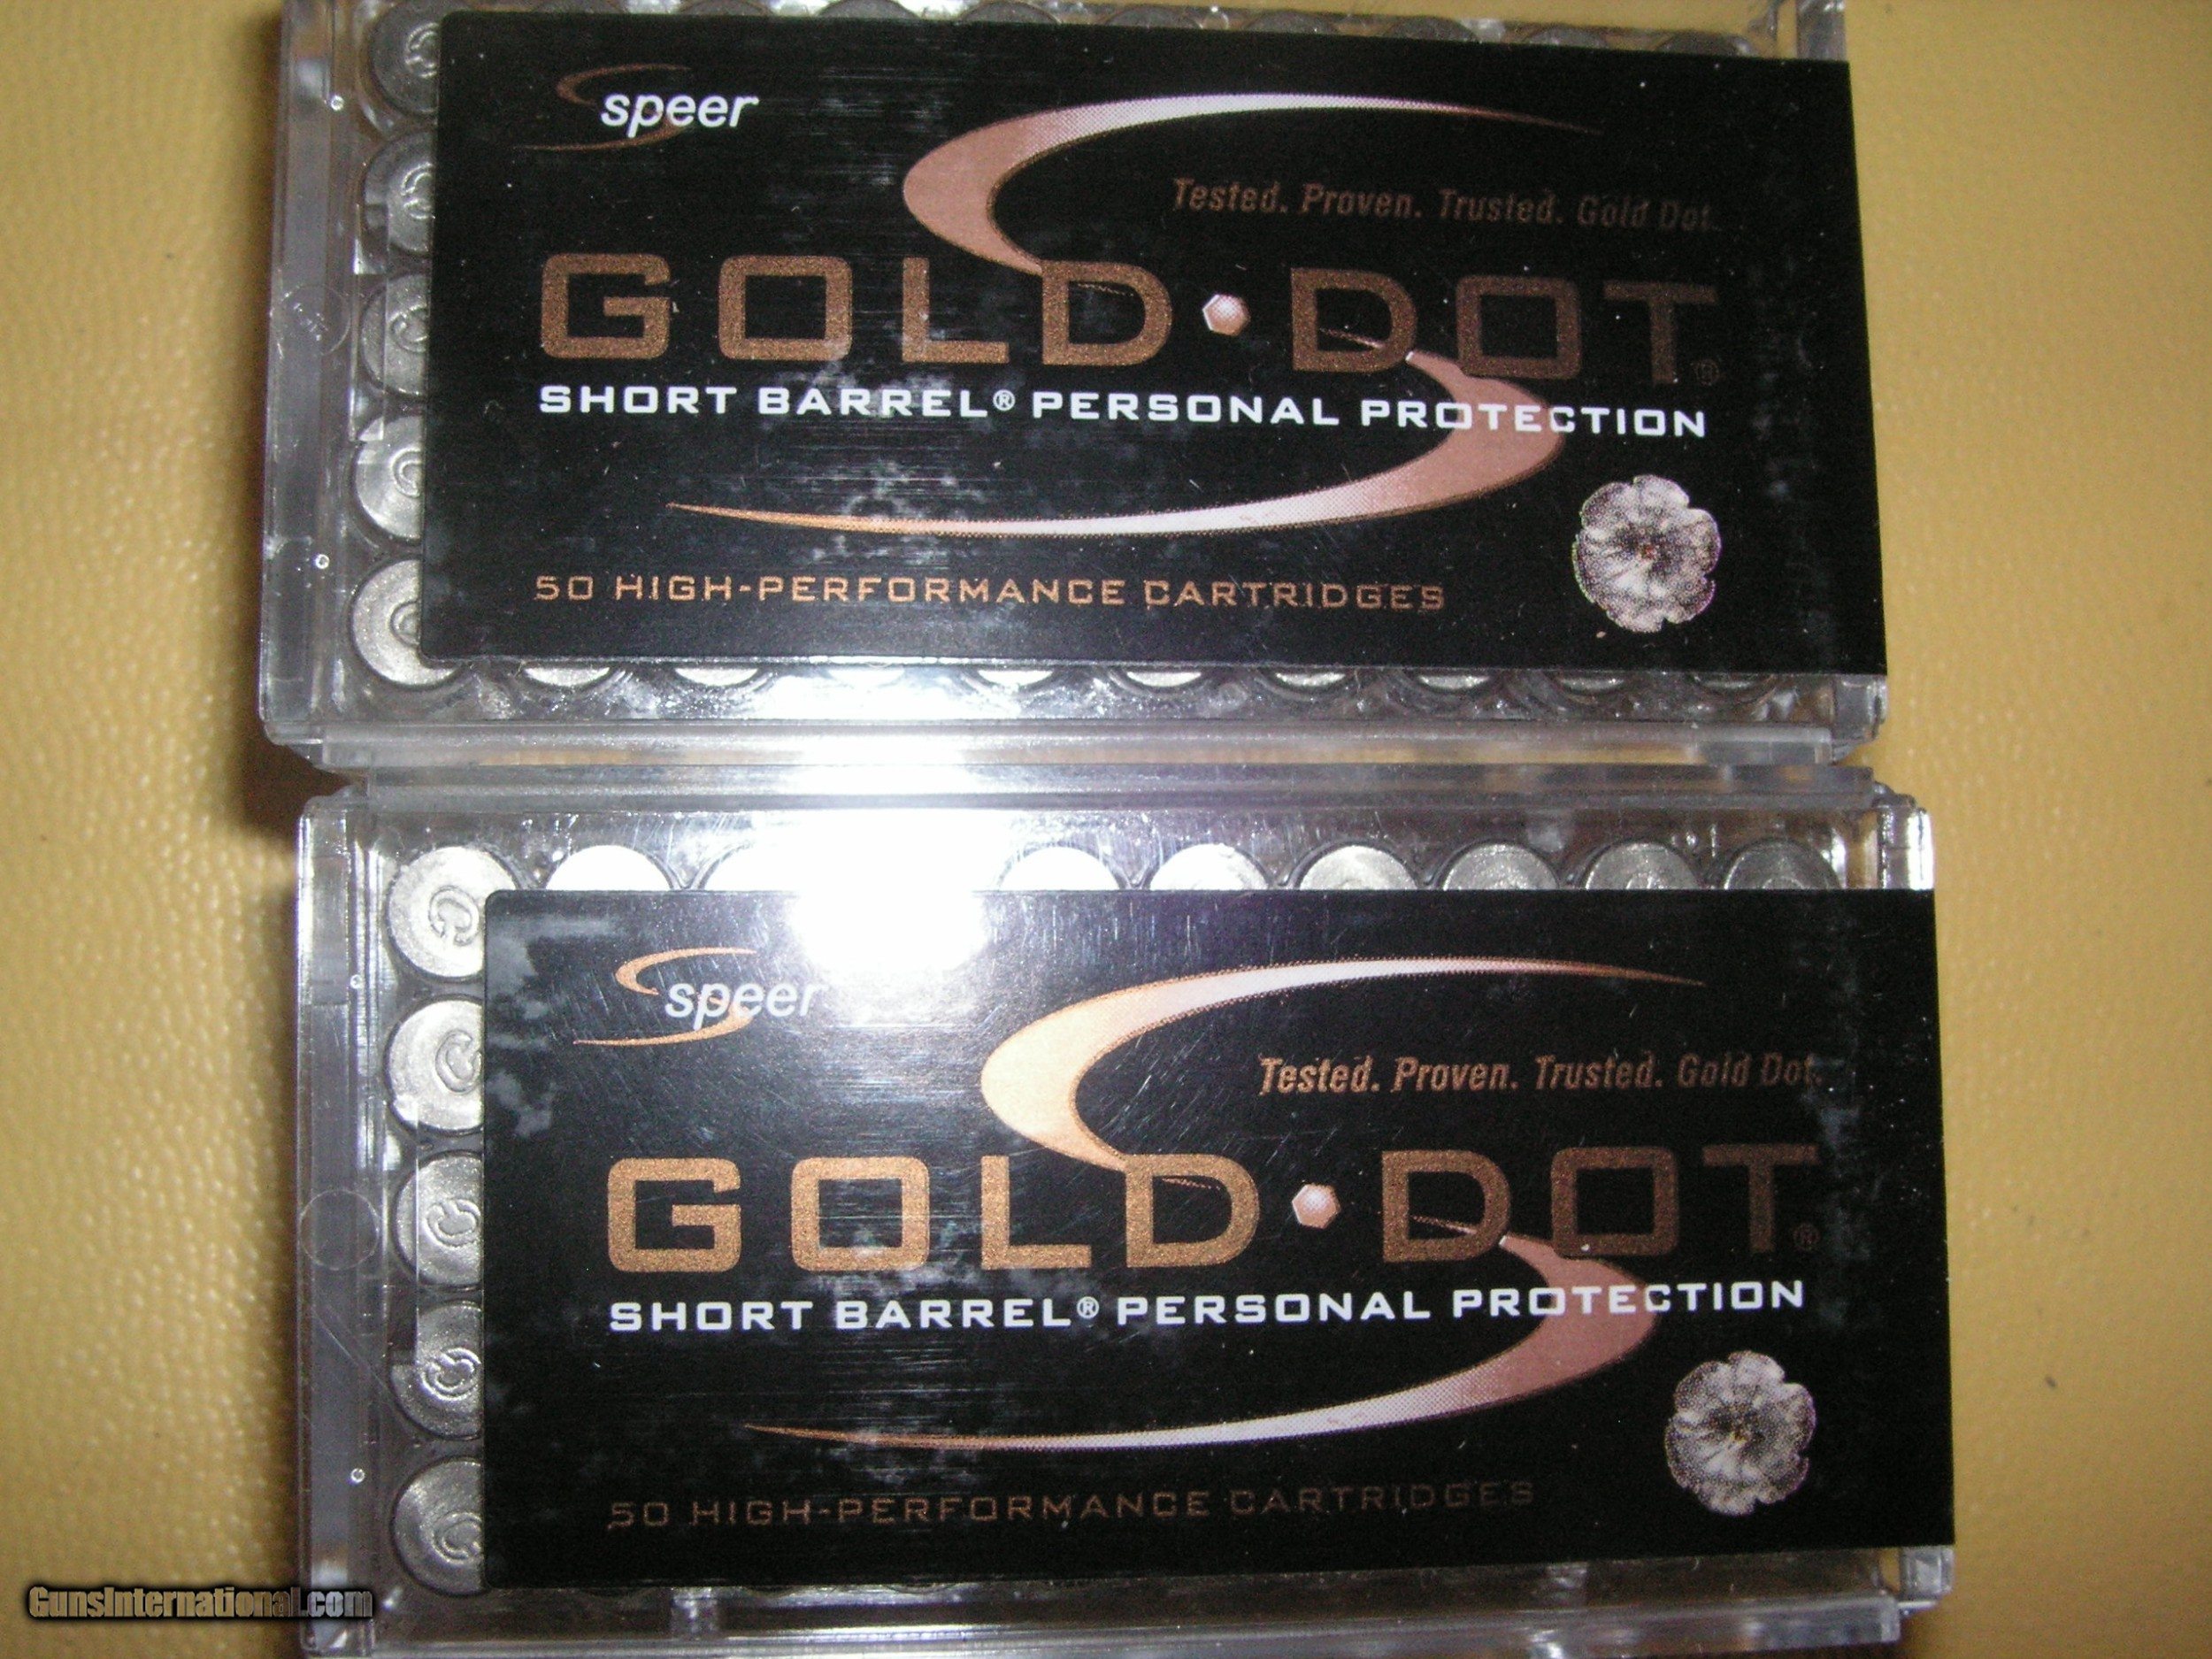 speer
Tested. Proven. Trusted. Gold Dot.
GOLD DOT®
SHORT BARREL® PERSONAL PROTECTION
50 HIGH-PERFORMANCE CARTRIDGES
C
C
C
C
C
speer
Tested. Proven. Trusted. Gold Dot.
GOLD DOT®
SHORT BARREL® PERSONAL PROTECTION
50 HIGH-PERFORMANCE CARTRIDGES
GunsInternational.com